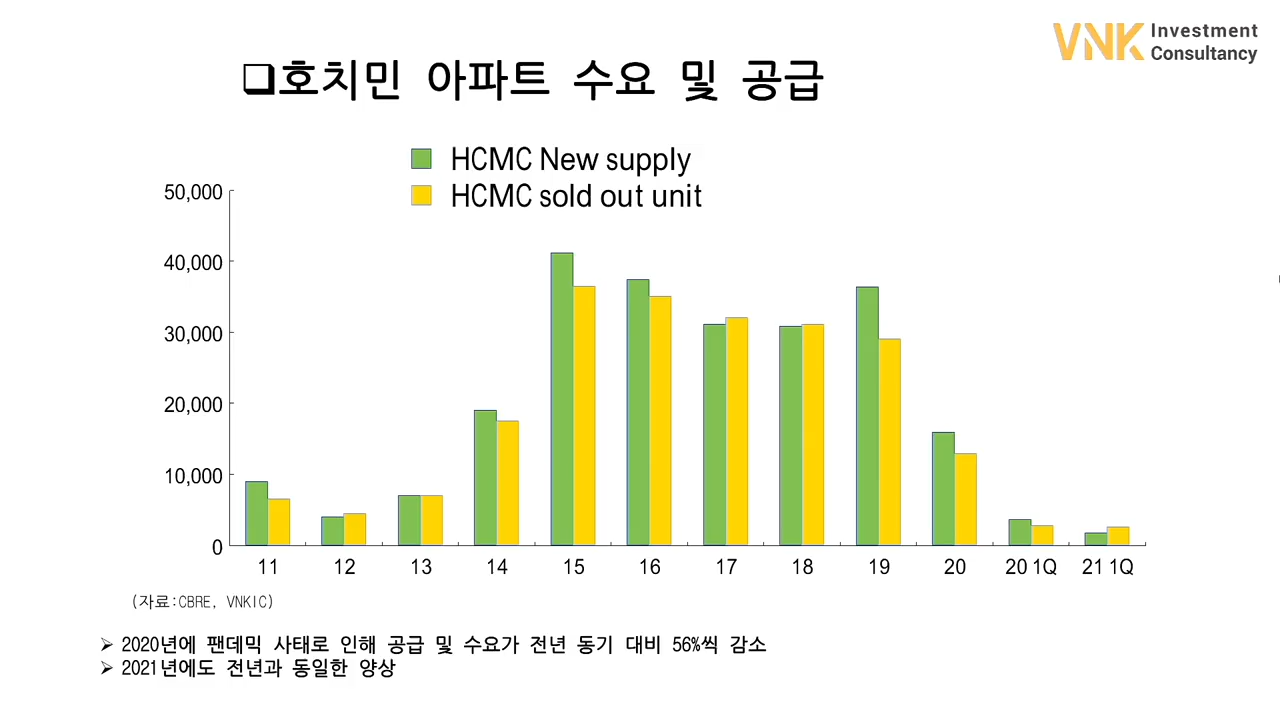 VNK Investment
Consultancy
❑호치민 아파트 수요 및 공급
HCMC New supply
HCMC sold out unit
50,000
40,000
30,000
20,000
10,000
0
11 12 13 14 15 16 17 18 19 20 20 1Q 21 1Q
(자료:CBRE, VNKIC)
➢ 2020년에 팬데믹 사태로 인해 공급 및 수요가 전년 동기 대비 56%씩 감소
➢ 2021년에도 전년과 동일한 양상